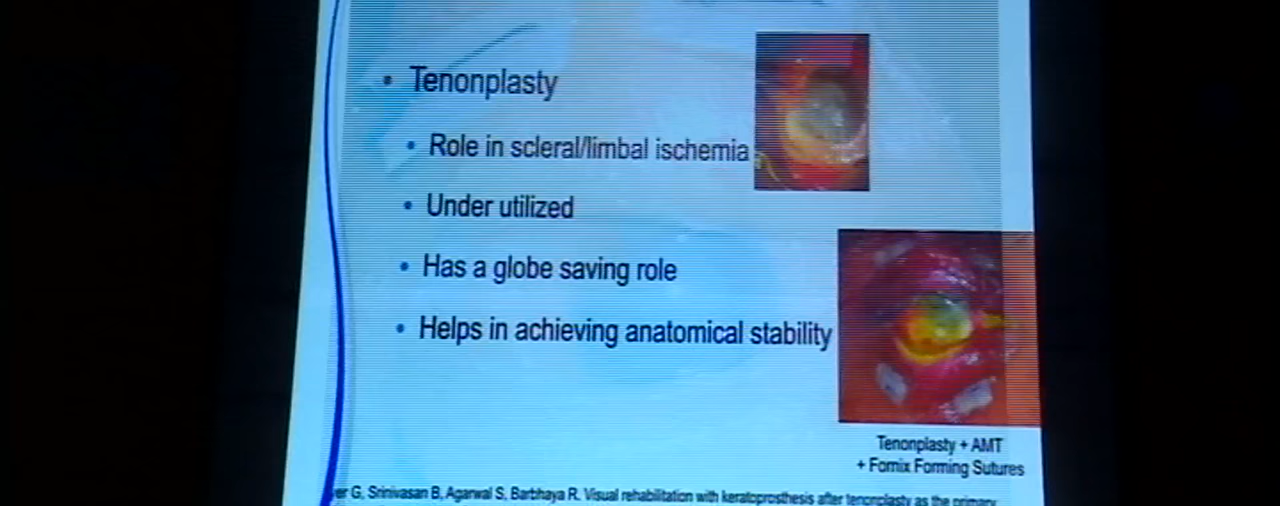 • Tenonplasty
• Role in scleral/limbal ischemia
• Under utilized
• Has a globe saving role
• Helps in achieving anatomical stability
Tenonplasty + AMT
+ Fornix Forming Sutures
G, Srinivasan B, Agarwal S, Barbhaya R. Visual rehabilitation with keratoprosthesis after tenonplasty as the primary